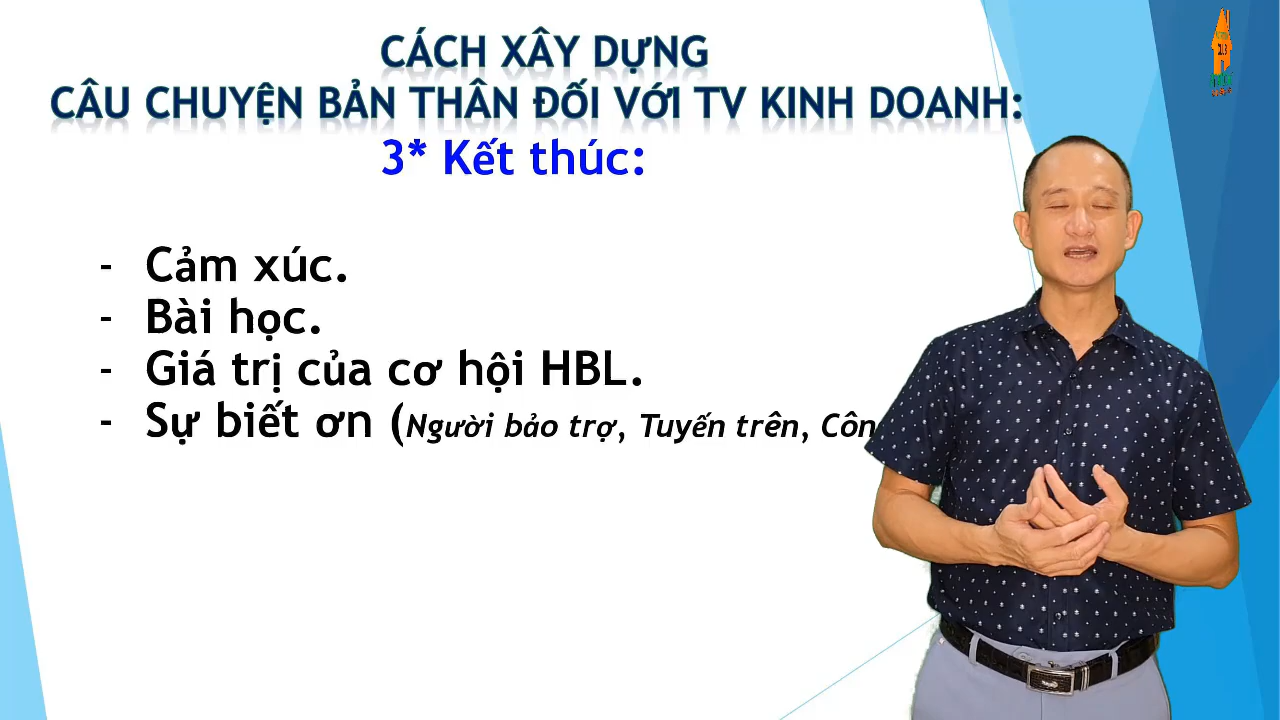 CÁCH XÂY DỰNG
CÂU CHUYỆN BẢN THÂN ĐỐI VỚI TV KINH DOANH:
3* Kết thúc:
- Cảm xúc.
- Bài học.
- Giá trị của cơ hội HBL.
- Sự biết ơn (Người bảo trợ, Tuyến trên,